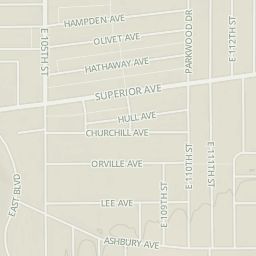 HAMPDEN AVE
OLIVET AVE
HATHAWAY AVE
SUPERIOR AVE
HULL AVE
CHURCHILL AVE
ORVILLE AVE
LEE AVE
ASHBURY AVE
E 105TH ST
PARKWOOD DR
E 112TH ST
E 110TH ST
E 111TH ST
E 109TH ST
EAST BLVD